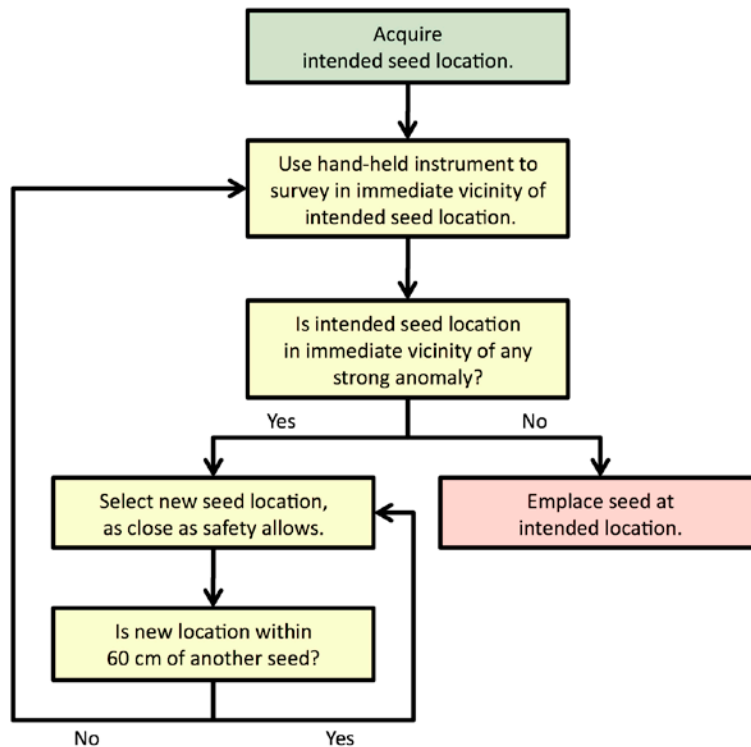 Acquire
intended seed location.
Use hand-held instrument to
survey in immediate vicinity of
intended seed location.
Is intended seed location
in immediate vicinity of any
strong anomaly?
Yes
No
Select new seed location,
as close as safety allows.
Emplace seed at
intended location.
Is new location within
60 cm of another seed?
No
Yes